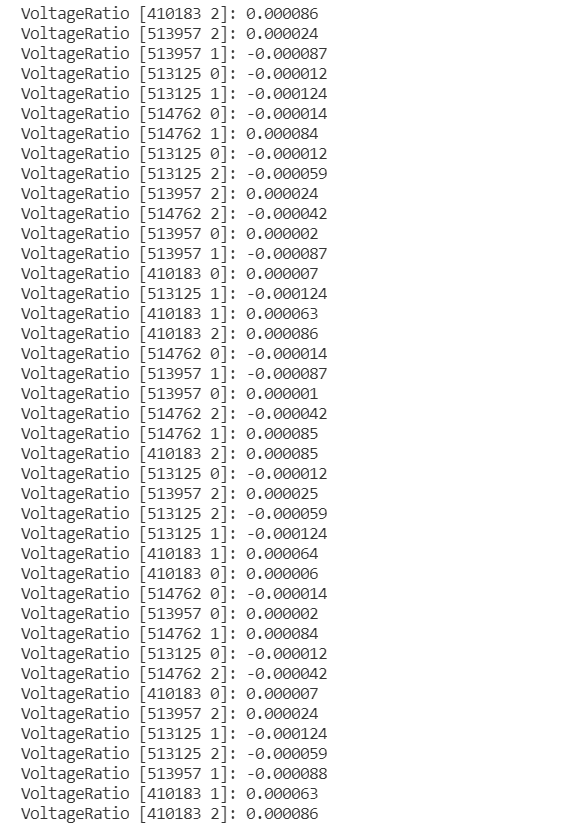 VoltageRatio [410183 2]: 0.000086
VoltageRatio [513957 2]: 0.000024
VoltageRatio [513957 1]: -0.000087
VoltageRatio [513125 0]: -0.000012
VoltageRatio [513125 1]: -0.000124
VoltageRatio [514762 0]: -0.000014
VoltageRatio [514762 1]: 0.000084
VoltageRatio [513125 0]: -0.000012
VoltageRatio [513125 2]: -0.000059
VoltageRatio [513957 2]: 0.000024
VoltageRatio [514762 2]: -0.000042
VoltageRatio [513957 0]: 0.000002
VoltageRatio [513957 1]: -0.000087
VoltageRatio [410183 0]: 0.000007
VoltageRatio [513125 1]: -0.000124
VoltageRatio [410183 1]: 0.000063
VoltageRatio [410183 2]: 0.000086
VoltageRatio [514762 0]: -0.000014
VoltageRatio [513957 1]: -0.000087
VoltageRatio [513957 0]: 0.000001
VoltageRatio [514762 2]: -0.000042
VoltageRatio [514762 1]: 0.000085
VoltageRatio [410183 2]: 0.000085
VoltageRatio [513125 0]: -0.000012
VoltageRatio [513957 2]: 0.000025
VoltageRatio [513125 2]: -0.000059
VoltageRatio [513125 1]: -0.000124
VoltageRatio [410183 1]: 0.000064
VoltageRatio [410183 0]: 0.000006
VoltageRatio [514762 0]: -0.000014
VoltageRatio [513957 0]: 0.000002
VoltageRatio [514762 1]: 0.000084
VoltageRatio [513125 0]: -0.000012
VoltageRatio [514762 2]: -0.000042
VoltageRatio [410183 0]: 0.000007
VoltageRatio [513957 2]: 0.000024
VoltageRatio [513125 1]: -0.000124
VoltageRatio [513125 2]: -0.000059
VoltageRatio [513957 1]: -0.000088
VoltageRatio [410183 1]: 0.000063
VoltageRatio [410183 2]: 0.000086